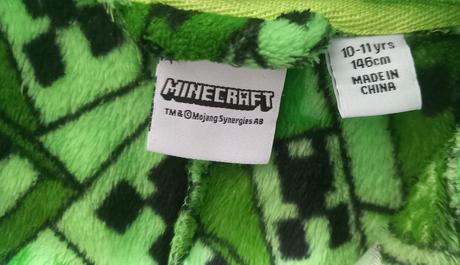 MINECRAFT
TM & © Mojang Synergies AB
10-11 yrs
146cm
MADE IN
CHINA